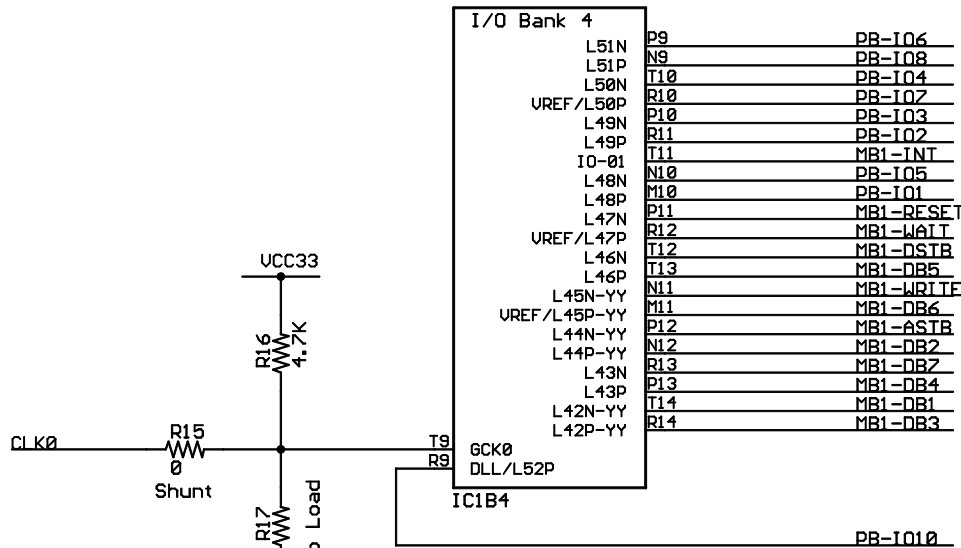 I/O Bank 4
L51N P9 PB-IO6
L51P N9 PB-IO8
L50N T10 PB-IO4
VREF/L50P R10 PB-IO7
L49N P10 PB-IO3
L49P R11 PB-IO2
IO-01 T11 MB1-INT
L48N N10 PB-IO5
L48P M10 PB-IO1
L47N P11 MB1-RESET
VREF/L47P R12 MB1-WAIT
L46N T12 MB1-DSTB
L46P T13 MB1-DB5
L45N-YY N11 MB1-WRITE
VREF/L45P-YY M11 MB1-DB6
L44N-YY P12 MB1-ASTB
L44P-YY N12 MB1-DB2
L43N R13 MB1-DB7
L43P P13 MB1-DB4
L42N-YY T14 MB1-DB1
L42P-YY R14 MB1-DB3
VCC33
R16
4.7K
CLK0
R15
0
Shunt
T9 GCK0
R9 DLL/L52P
IC1B4
R17
Load
PB-IO10